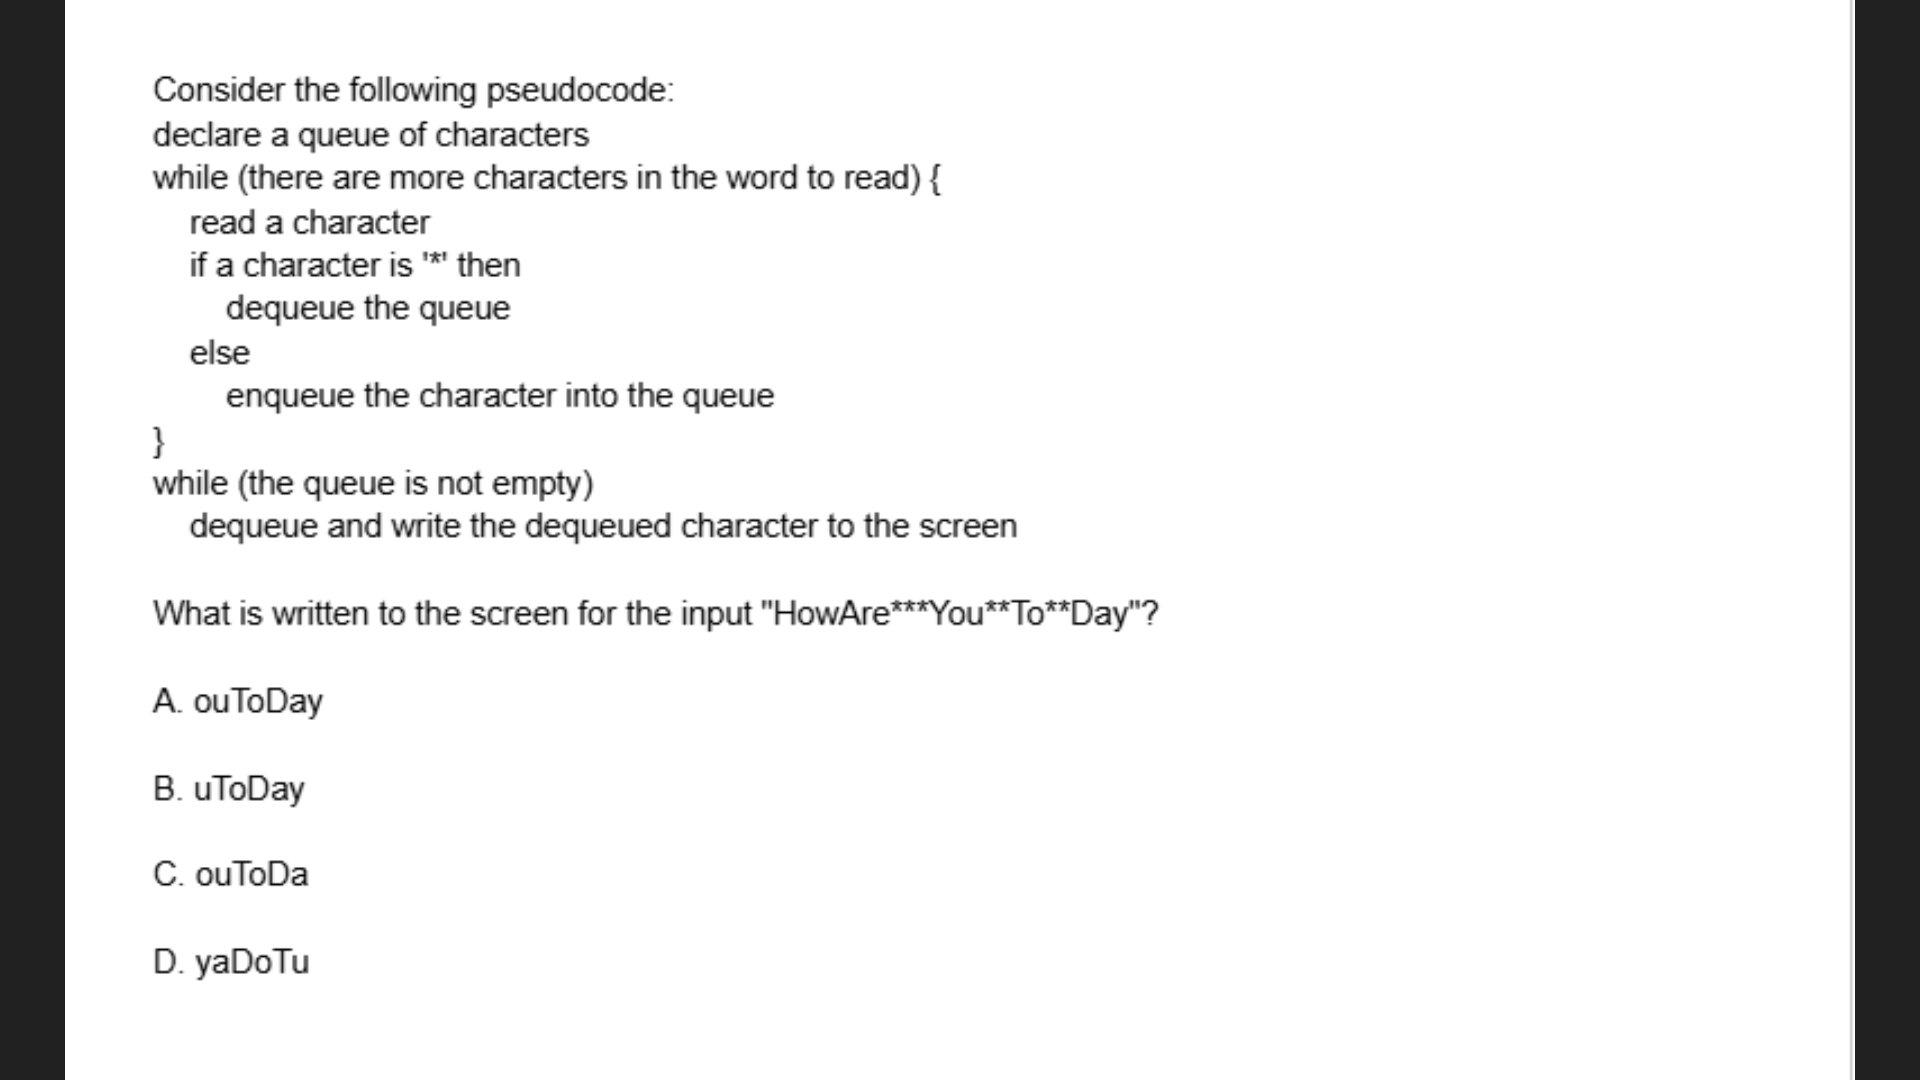 Consider the following pseudocode:
declare a queue of characters
while (there are more characters in the word to read) {
read a character
if a character is '*' then
dequeue the queue
else
enqueue the character into the queue
}
while (the queue is not empty)
dequeue and write the dequeued character to the screen
What is written to the screen for the input "HowAre***You**To**Day"?
A. ouToDay
B. uToDay
C. ouToDa
D. yaDoTu